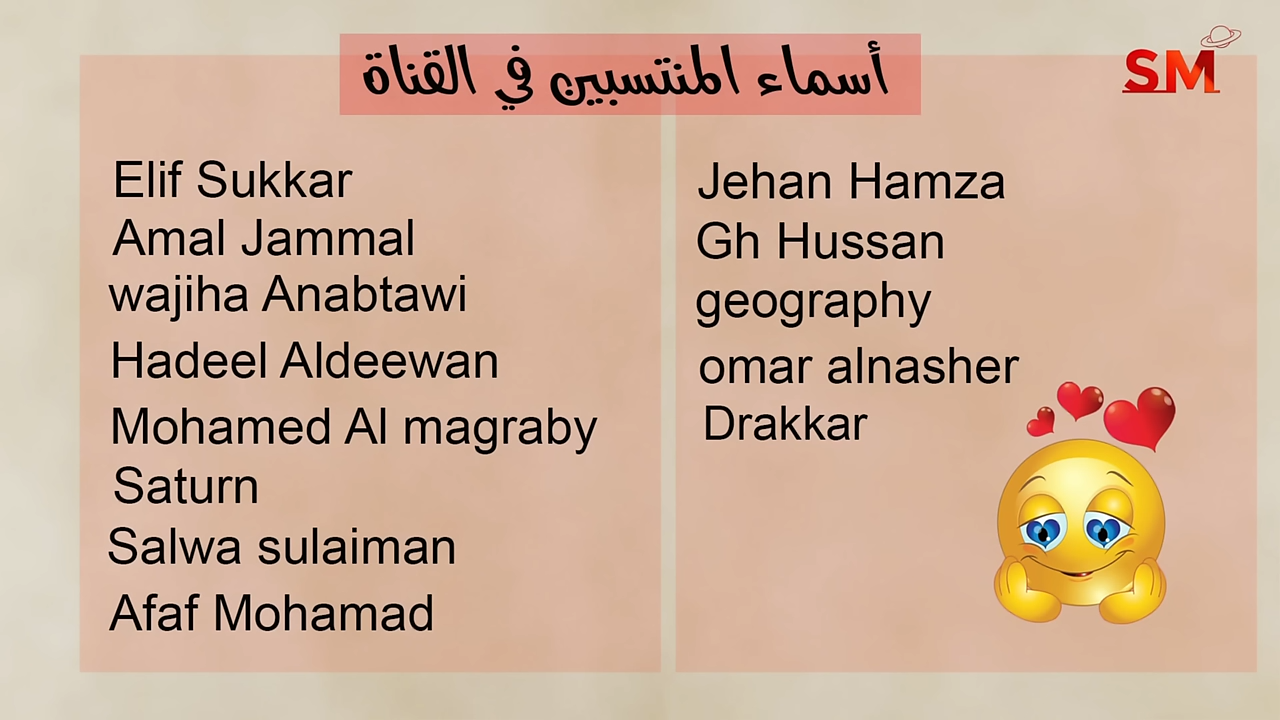 أسماء المنتسبين في القناة
SM
Elif Sukkar
Amal Jammal
wajiha Anabtawi
Hadeel Aldeewan
Mohamed Al magraby
Saturn
Salwa sulaiman
Afaf Mohamad
Jehan Hamza
Gh Hussan
geography
omar alnasher
Drakkar